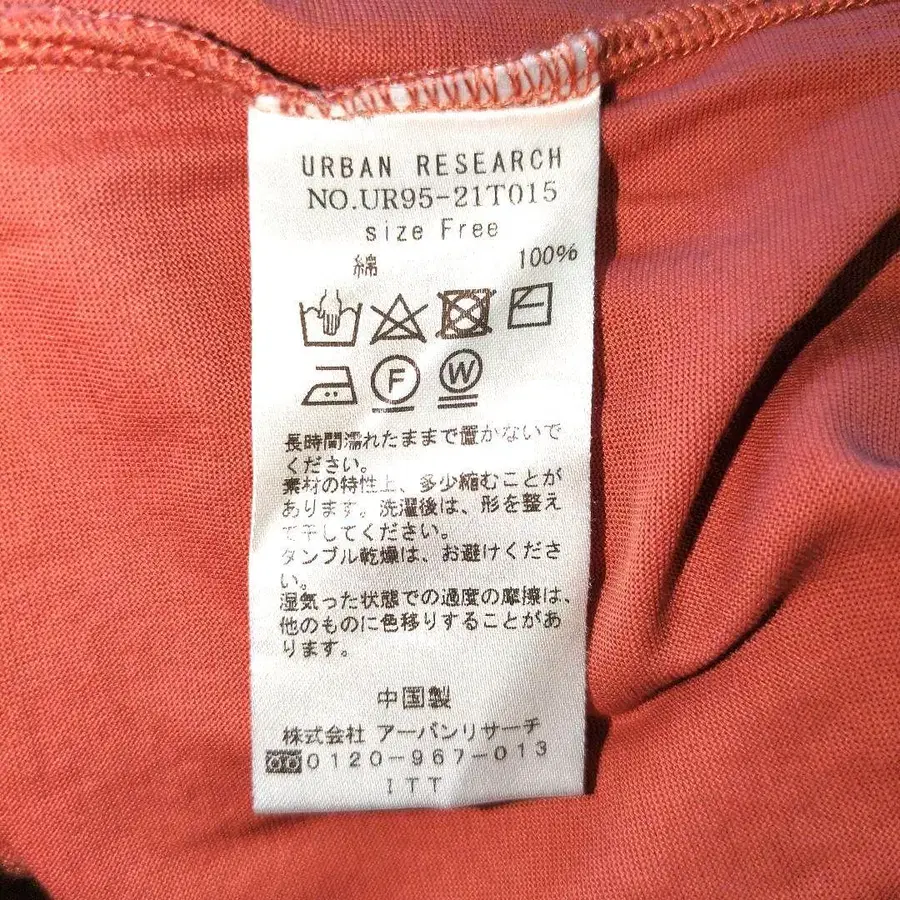 URBAN RESEARCH
NO.UR95-21T015
size Free
綿 100%
F W
長時間濡れたままで置かないで
ください。
素材の特性上、多少縮むことが
あります。洗濯後は、形を整え
て干してください。
タンブル乾燥は、お避けくださ
い。
湿気った状態での過度の摩擦は、
他のものに色移りすることがあ
ります。
中国製
株式会社 アーバンリサーチ
0120-967-013
ITT